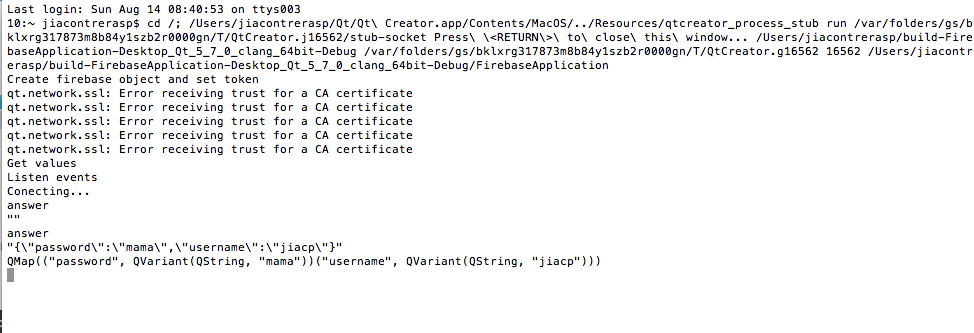 Last login: Sun Aug 14 08:40:53 on ttys003
10:~ jiacontrerasp$ cd /; /Users/jiacontrerasp/Qt/Qt\ Creator.app/Contents/MacOS/../Resources/qtcreator_process_stub run /var/folders/gs/b
klxrg317873m8b84y1szb2r0000gn/T/QtCreator.j16562/stub-socket Press\ \<RETURN\>\ to\ close\ this\ window... /Users/jiacontrerasp/build-Fire
baseApplication-Desktop_Qt_5_7_0_clang_64bit-Debug /var/folders/gs/bklxrg317873m8b84y1szb2r0000gn/T/QtCreator.g16562 16562 /Users/jiacontr
erasp/build-FirebaseApplication-Desktop_Qt_5_7_0_clang_64bit-Debug/FirebaseApplication
Create firebase object and set token
qt.network.ssl: Error receiving trust for a CA certificate
qt.network.ssl: Error receiving trust for a CA certificate
qt.network.ssl: Error receiving trust for a CA certificate
qt.network.ssl: Error receiving trust for a CA certificate
qt.network.ssl: Error receiving trust for a CA certificate
Get values
Listen events
Conecting...
answer
""
answer
"{\"password\":\"mama\",\"username\":\"jiacp\"}"
QMap(("password", QVariant(QString, "mama"))("username", QVariant(QString, "jiacp")))